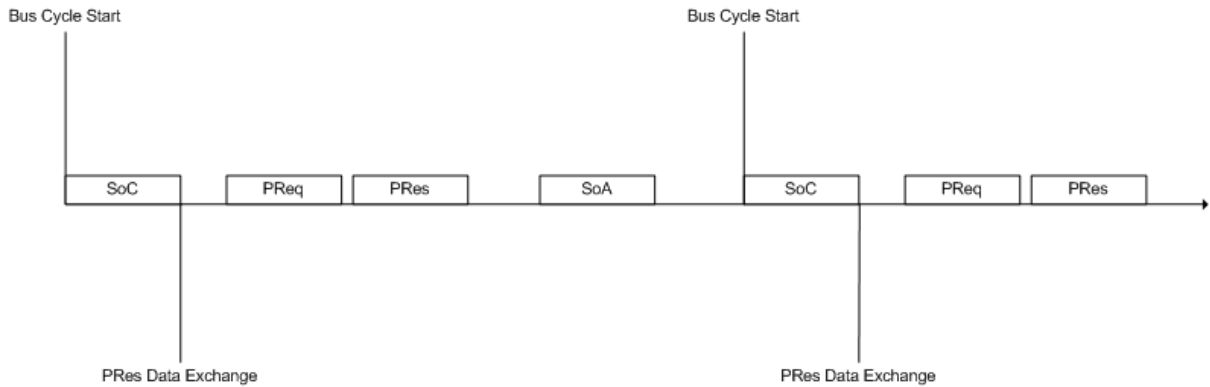 Bus Cycle Start
Bus Cycle Start
SoC
PReq
PRes
SoA
SoC
PReq
PRes
PRes Data Exchange
PRes Data Exchange